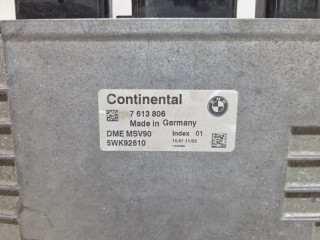 Continental
7 613 806
Made in Germany
DME MSV90 Index 01
5WK92610